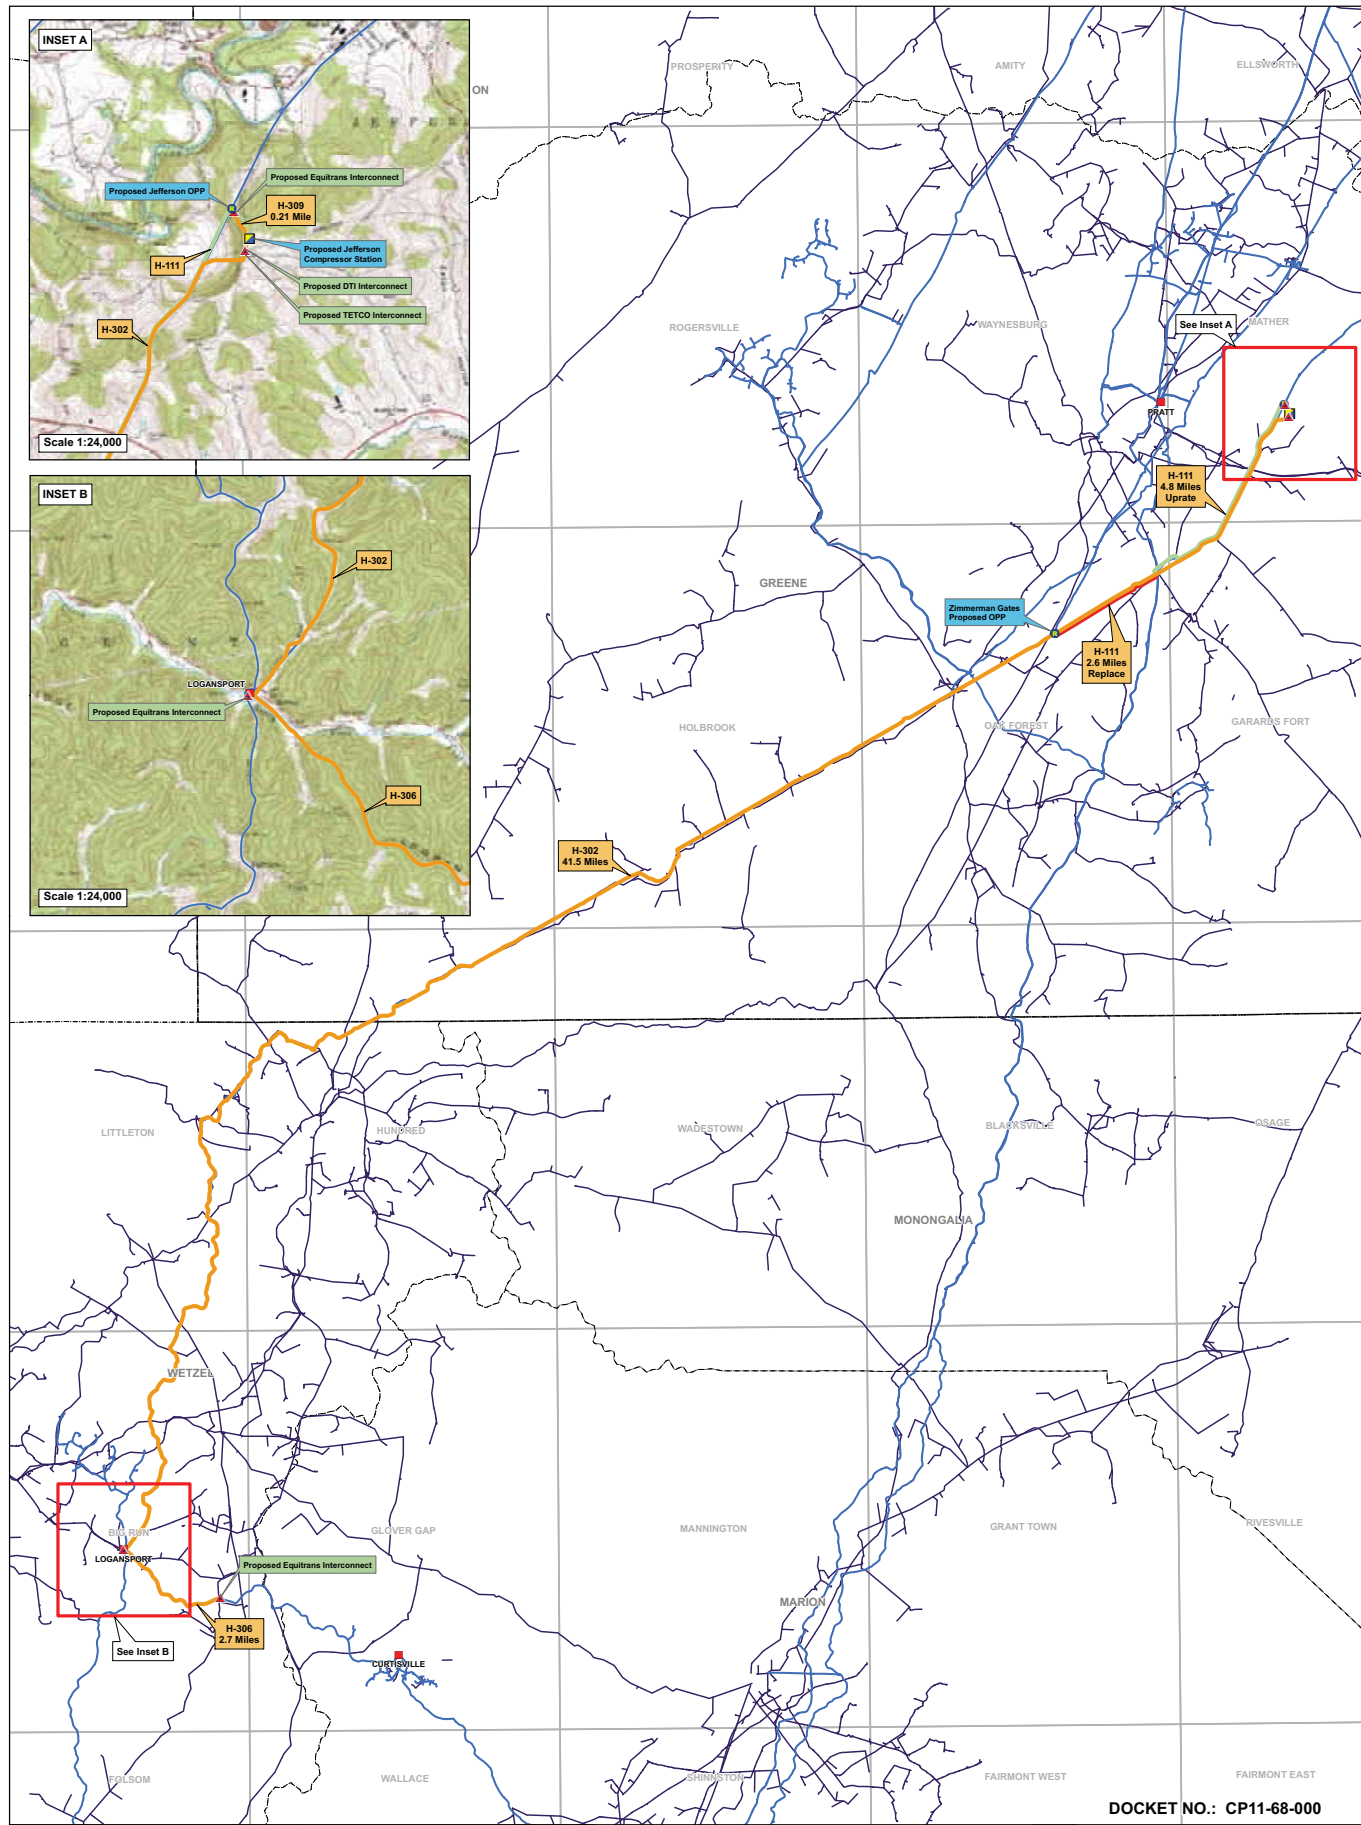 INSET A
Proposed Jefferson OPP
Proposed Equitrans Interconnect
H-309
0.21 Mile
Proposed Jefferson
Compressor Station
H-111
Proposed DTI Interconnect
Proposed TETCO Interconnect
H-302
Scale 1:24,000
INSET B
H-302
LOGANSPORT
Proposed Equitrans Interconnect
H-306
Scale 1:24,000
ON
PROSPERITY
AMITY
ELLSWORTH
ROGERSVILLE
WAYNESBURG
MATHER
See Inset A
PRATT
H-111
4.8 Miles
Uprate
GREENE
Zimmerman Gates
Proposed OPP
H-111
2.6 Miles
Replace
HOLBROOK
OAK FOREST
GARARDS FORT
H-302
41.5 Miles
LITTLETON
HUNDRED
WADESTOWN
BLACKSVILLE
OSAGE
MONONGALIA
WETZEL
BIG RUN
LOGANSPORT
GLOVER GAP
MANNINGTON
GRANT TOWN
RIVESVILLE
Proposed Equitrans Interconnect
MARION
H-306
2.7 Miles
See Inset B
CURTISVILLE
FOLSOM
WALLACE
SHINNSTON
FAIRMONT WEST
FAIRMONT EAST
DOCKET NO.: CP11-68-000